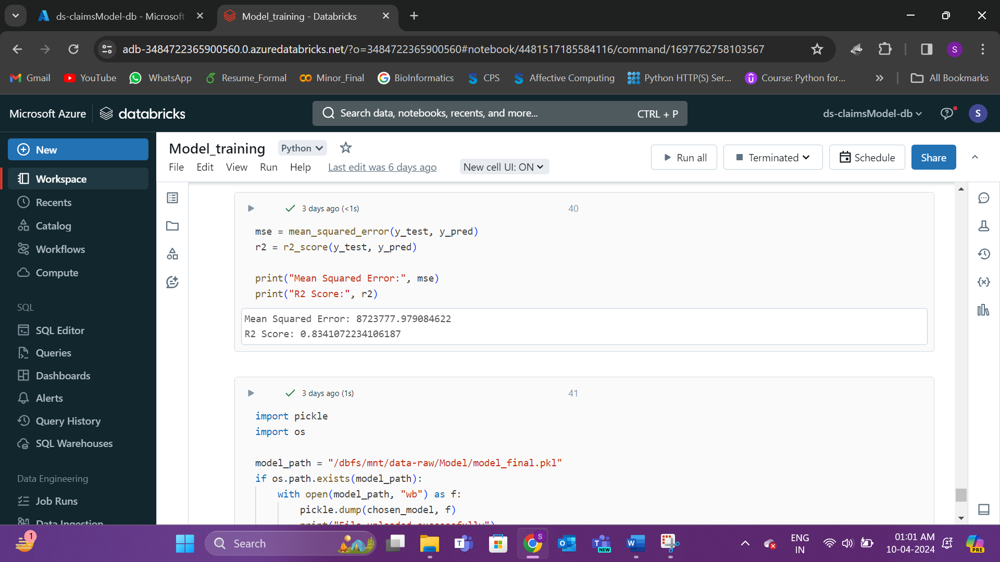 ds-claimsModel-db - Microsoft
Model_training - Databricks
adb-3484722365900560.0.azuredatabricks.net/?o=3484722365900560#notebook/4481517185584116/command/1697762758103567
S
Gmail
YouTube
WhatsApp
Resume_Formal
Minor_Final
BioInformatics
CPS
Affective Computing
Python HTTP(S) Ser...
Course: Python for...
All Bookmarks
Microsoft Azure
databricks
Search data, notebooks, recents, and more...
CTRL + P
ds-claimsModel-db
S
New
Workspace
Recents
Catalog
Workflows
Compute
SQL
SQL Editor
Queries
Dashboards
Alerts
Query History
SQL Warehouses
Data Engineering
Job Runs
Data Ingestion
Model_training
Python
File
Edit
View
Run
Help
Last edit was 6 days ago
New cell UI: ON
Run all
Terminated
Schedule
Share
3 days ago (<1s)
40
mse = mean_squared_error(y_test, y_pred)
r2 = r2_score(y_test, y_pred)
print("Mean Squared Error:", mse)
print("R2 Score:", r2)
Mean Squared Error: 8723777.979084622
R2 Score: 0.8341072234106187
3 days ago (1s)
41
import pickle
import os
model_path = "/dbfs/mnt/data-raw/Model/model_final.pkl"
if os.path.exists(model_path):
with open(model_path, "wb") as f:
pickle.dump(chosen_model, f)
print("File uploaded successfully")
1
Search
S
NEW
ENG
IN
01:01 AM
10-04-2024
PRE